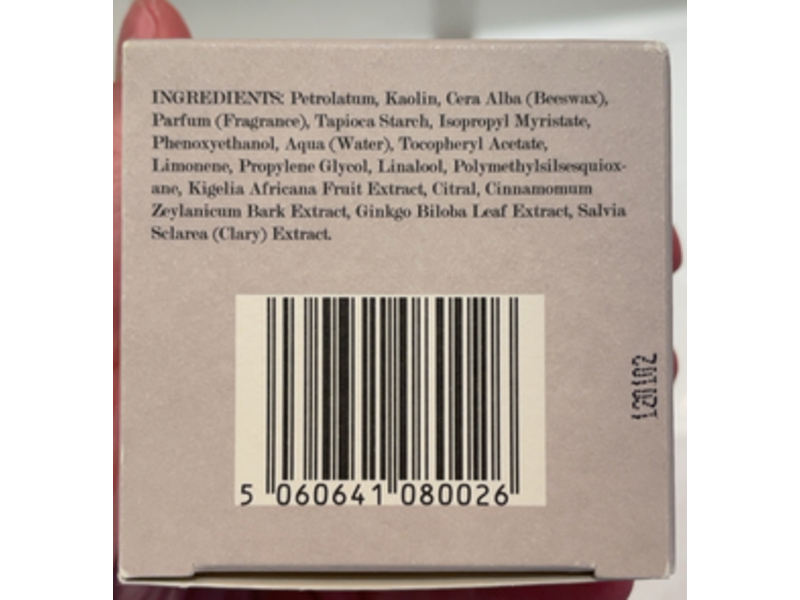 INGREDIENTS: Petrolatum, Kaolin, Cera Alba (Beeswax),
Parfum (Fragrance), Tapioca Starch, Isopropyl Myristate,
Phenoxyethanol, Aqua (Water), Tocopheryl Acetate,
Limonene, Propylene Glycol, Linalool, Polymethylsilsesquiox-
ane, Kigelia Africana Fruit Extract, Citral, Cinnamomum
Zeylanicum Bark Extract, Ginkgo Biloba Leaf Extract, Salvia
Sclarea (Clary) Extract.
5 060641 080026
120102